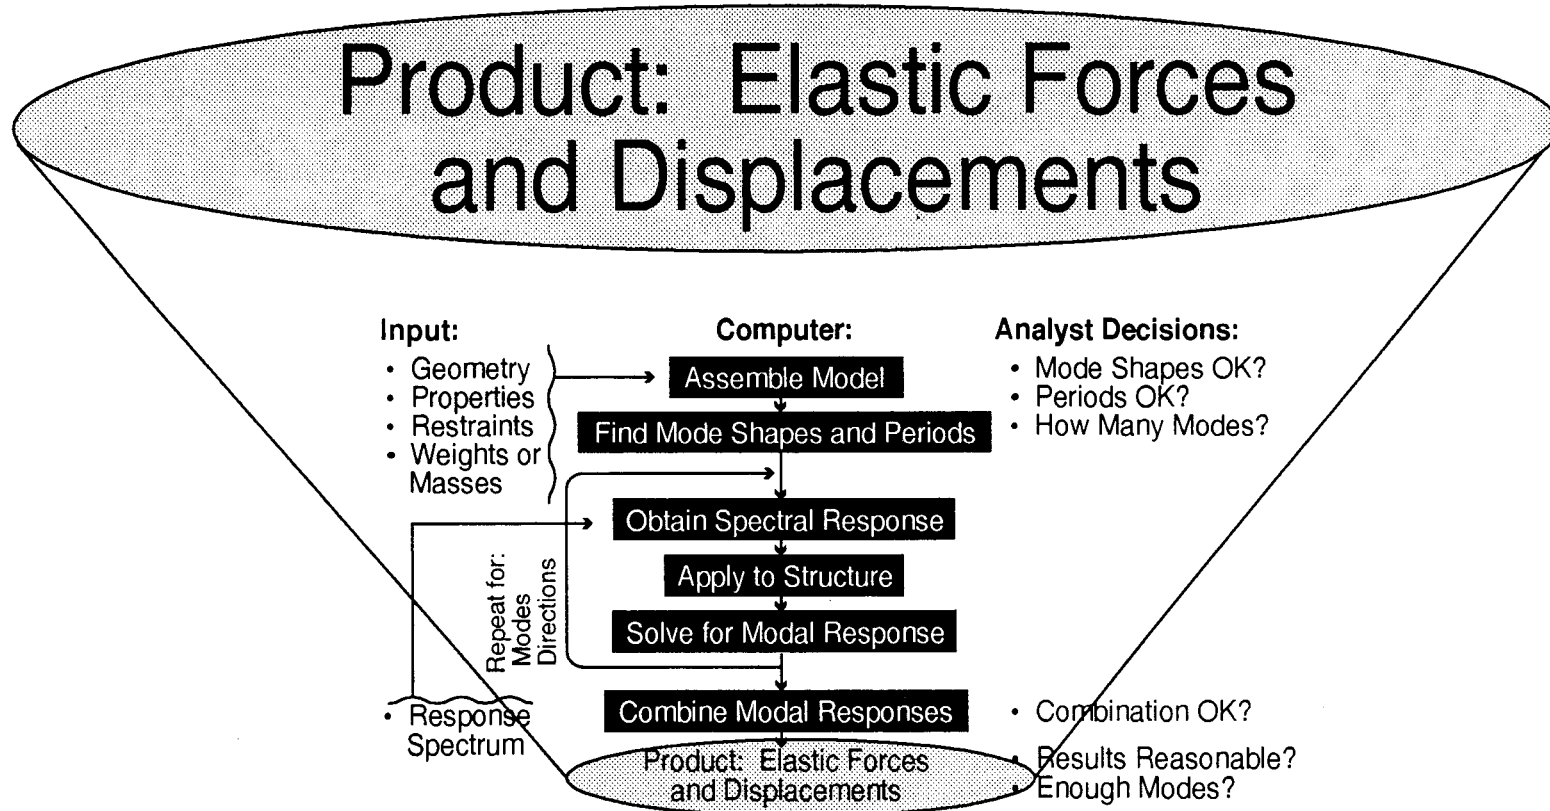 Product: Elastic Forces
and Displacements
Input:
• Geometry
• Properties
• Restraints
• Weights or
Masses
• Response
Spectrum
Computer:
Assemble Model
Find Mode Shapes and Periods
Obtain Spectral Response
Apply to Structure
Solve for Modal Response
Repeat for:
Modes
Directions
Combine Modal Responses
Product: Elastic Forces
and Displacements
Analyst Decisions:
• Mode Shapes OK?
• Periods OK?
• How Many Modes?
• Combination OK?
• Results Reasonable?
• Enough Modes?